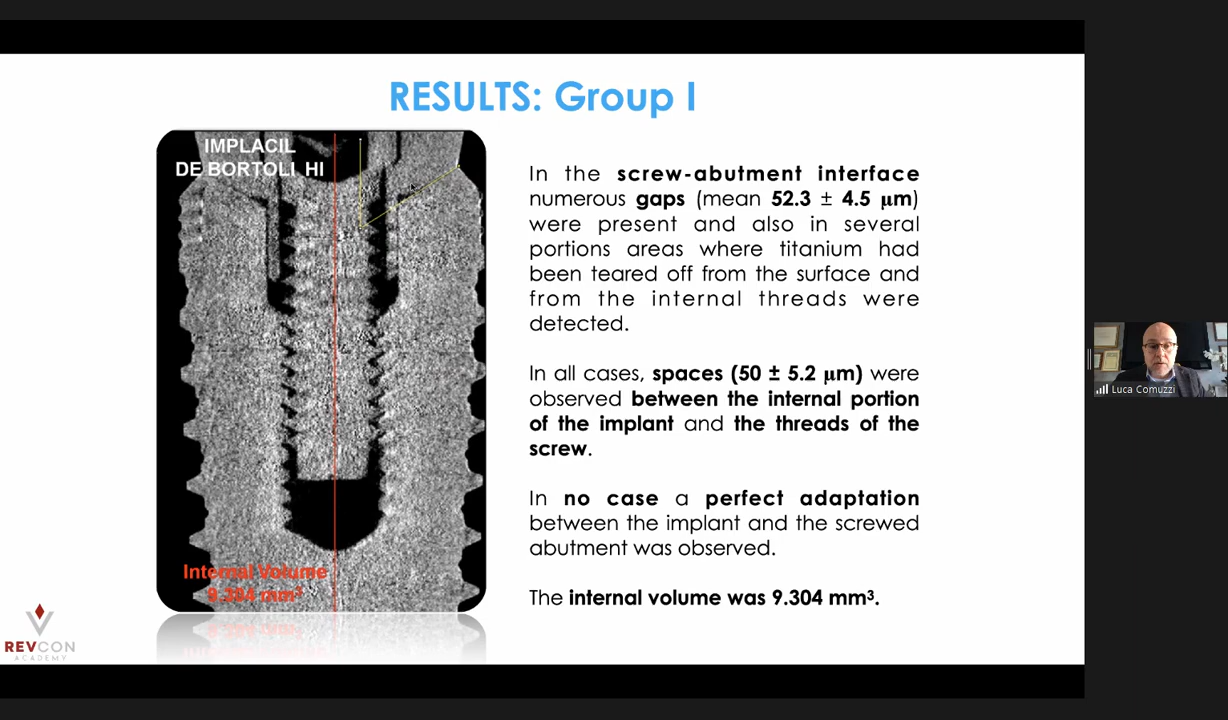 RESULTS: Group I
IMPLACIL
DE BORTOLI HI
In the screw-abutment interface
numerous gaps (mean 52.3 ± 4.5 µm)
were present and also in several
portions areas where titanium had
been teared off from the surface and
from the internal threads were
detected.
In all cases, spaces (50 ± 5.2 µm) were
observed between the internal portion
of the implant and the threads of the
screw.
In no case a perfect adaptation
between the implant and the screwed
abutment was observed.
The internal volume was 9.304 mm³.
Internal Volume
9.304 mm³
REVCON
ACADEMY
Luca Comuzzi